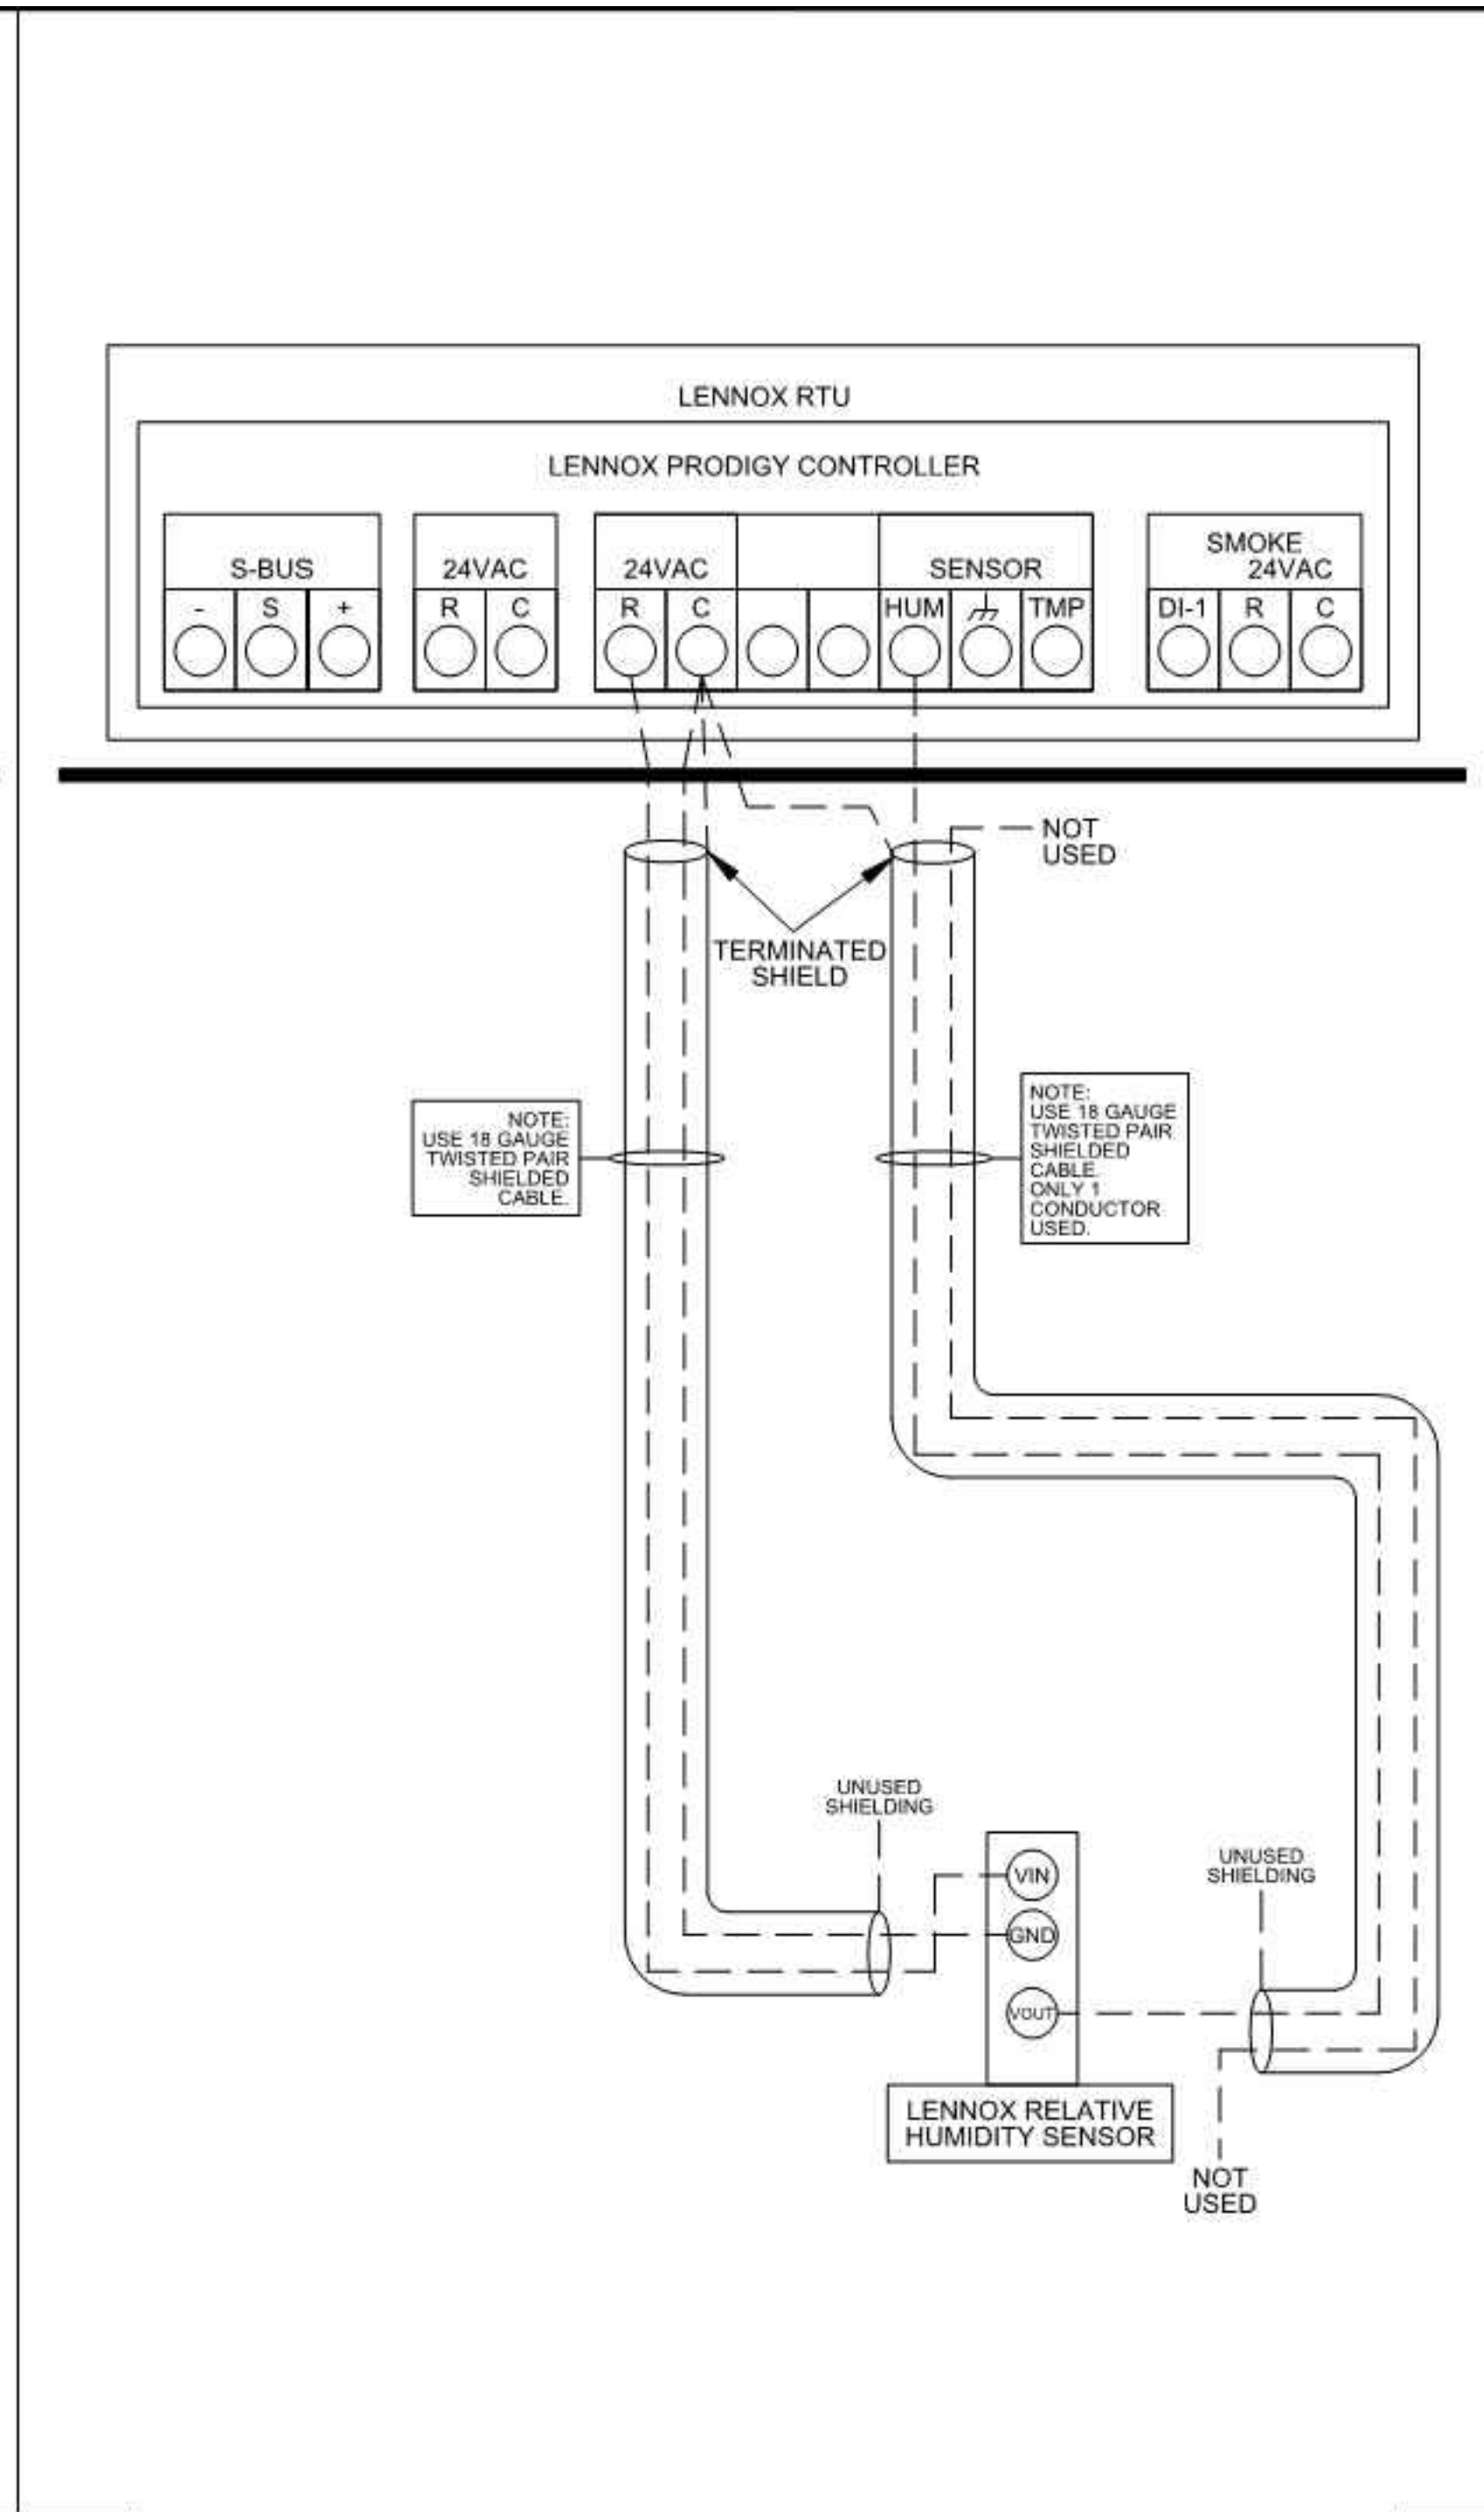 LENNOX RTU
LENNOX PRODIGY CONTROLLER
S-BUS
- S +
24VAC
R C
24VAC
R C
SENSOR
HUM TMP
SMOKE
24VAC
DI-1 R C
NOT
USED
TERMINATED
SHIELD
NOTE:
USE 18 GAUGE
TWISTED PAIR
SHIELDED
CABLE.
NOTE:
USE 18 GAUGE
TWISTED PAIR
SHIELDED
CABLE.
ONLY 1
CONDUCTOR
USED.
UNUSED
SHIELDING
VIN
GND
VOUT
UNUSED
SHIELDING
LENNOX RELATIVE
HUMIDITY SENSOR
NOT
USED